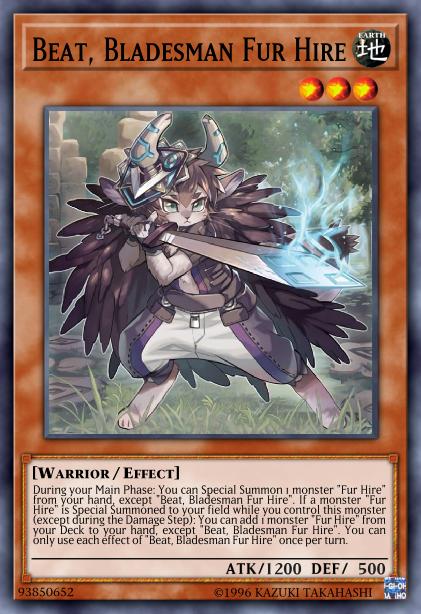 Beat, Bladesman Fur Hire
EARTH
地
[Warrior / Effect]
During your Main Phase: You can Special Summon 1 monster "Fur Hire"
from your hand, except "Beat, Bladesman Fur Hire". If a monster "Fur
Hire" is Special Summoned to your field while you control this monster
(except during the Damage Step): You can add 1 monster "Fur Hire" from
your Deck to your hand, except "Beat, Bladesman Fur Hire". You can
only use each effect of "Beat, Bladesman Fur Hire" once per turn.
ATK/1200 DEF/ 500
93850652
©1996 KAZUKI TAKAHASHI